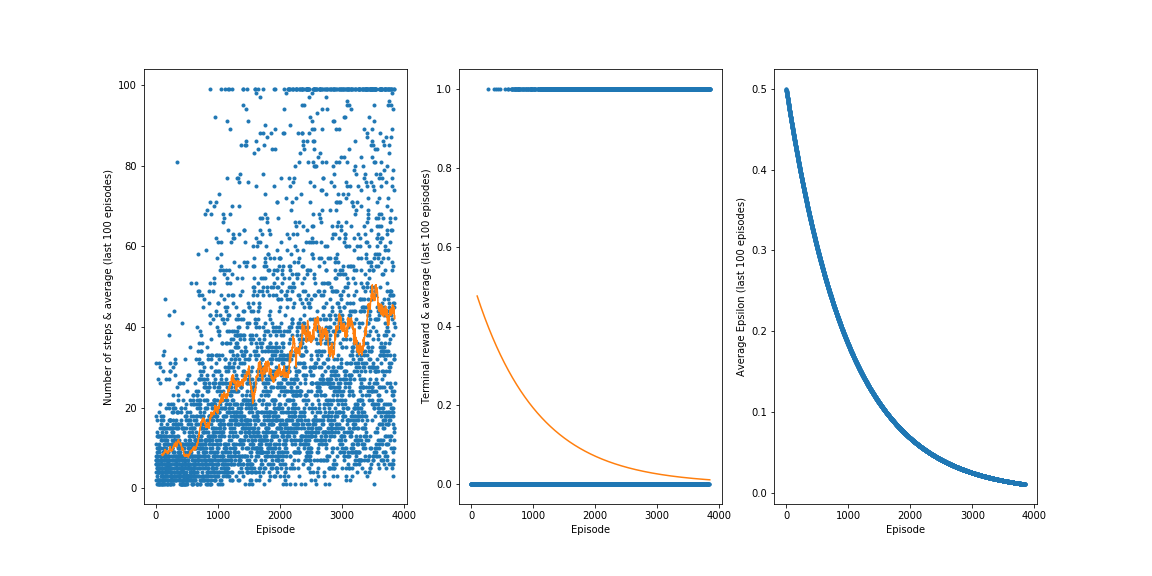 Number of steps & average (last 100 episodes)
100
80
60
40
20
0
0 1000 2000 3000 4000
Episode
Terminal reward & average (last 100 episodes)
1.0
0.8
0.6
0.4
0.2
0.0
0 1000 2000 3000 4000
Episode
Average Epsilon (last 100 episodes)
0.5
0.4
0.3
0.2
0.1
0.0
0 1000 2000 3000 4000
Episode